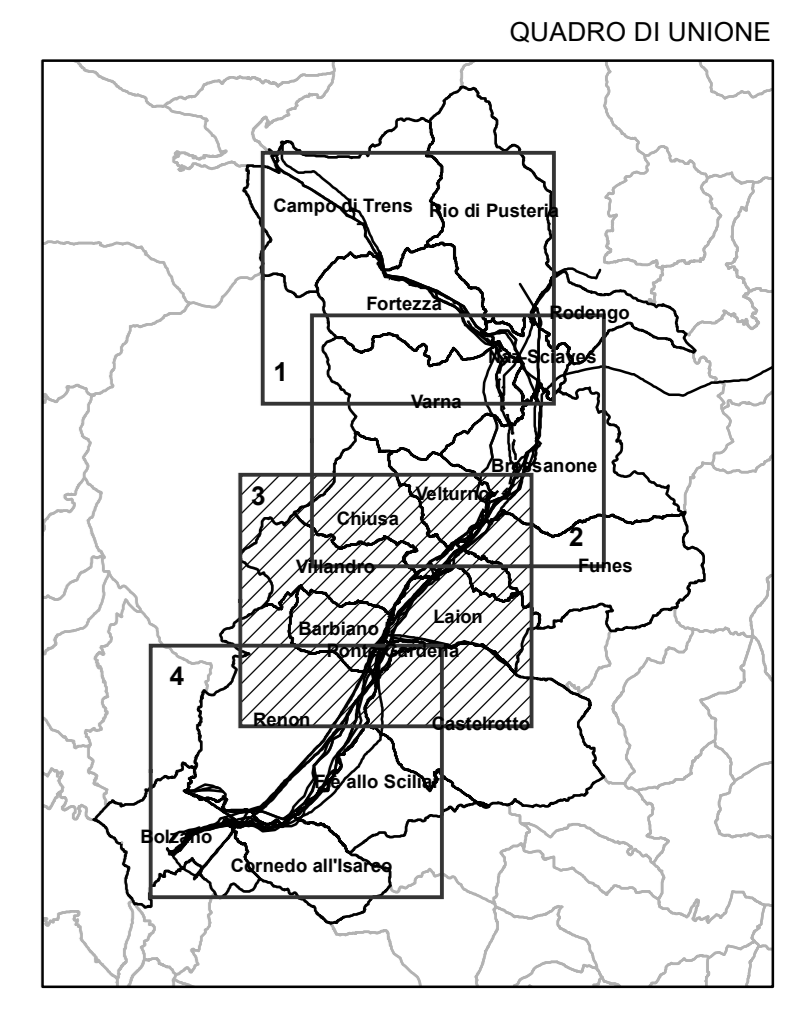 QUADRO DI UNIONE
Campo di Trens
Rio di Pusteria
Fortezza
Rodengo
Naz-Sciaves
1
Varna
Bressanone
3
Velturno
Chiusa
2
Villandro
Funes
Laion
Barbiano
Ponte Gardena
4
Renon
Castelrotto
Fiè allo Sciliar
Bolzano
Cornedo all'Isarco